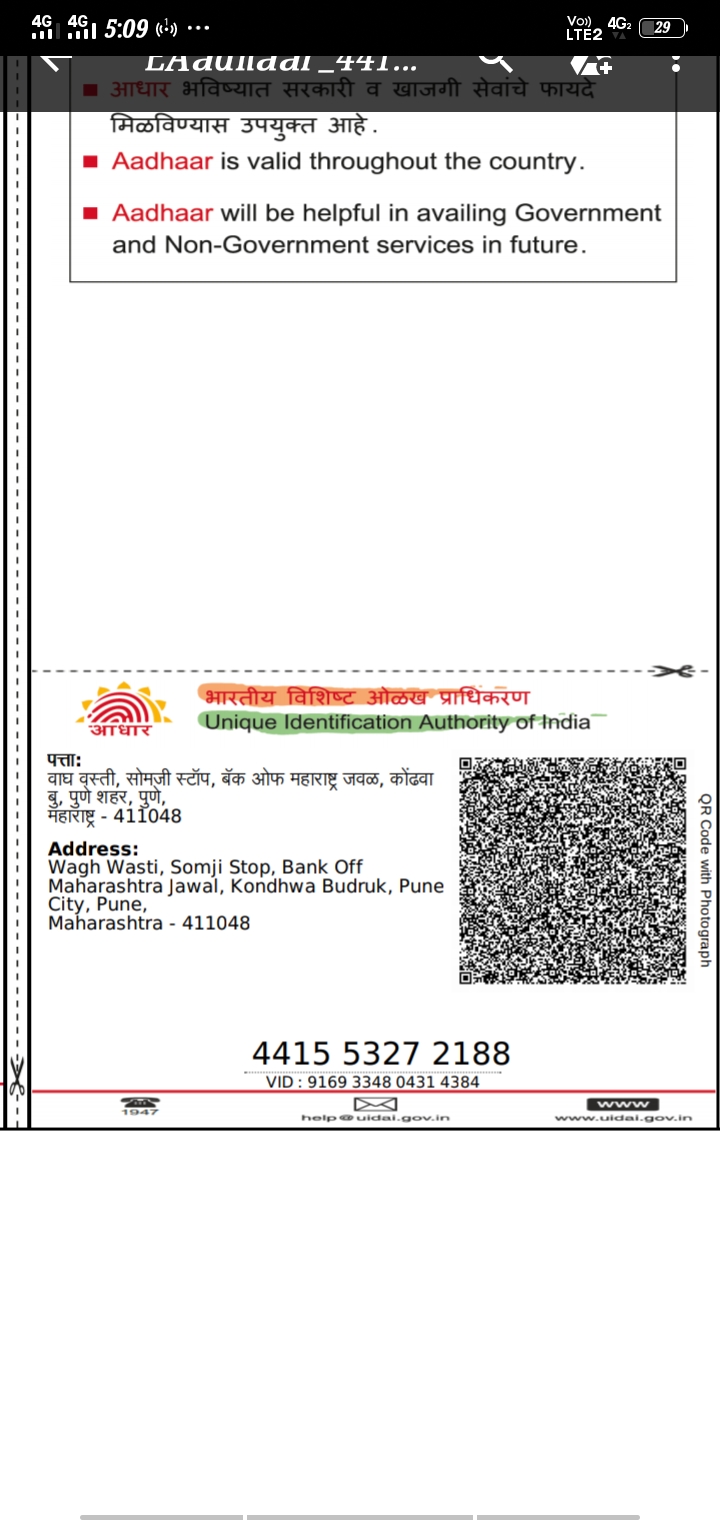 4G 4G 5:09 ... Vo)) LTE2 4G2 29
EAadhaar_441...
आधार भविष्यात सरकारी व खाजगी सेवांचे फायदे
मिळविण्यास उपयुक्त आहे.
Aadhaar is valid throughout the country.
Aadhaar will be helpful in availing Government
and Non-Government services in future.
भारतीय विशिष्ट ओळख प्राधिकरण
Unique Identification Authority of India
आधार
पत्ता:
वाघ वस्ती, सोमजी स्टॉप, बॅक ओफ महाराष्ट्र जवळ, कोंढवा
बु, पुणे शहर, पुणे,
महाराष्ट्र - 411048
Address:
Wagh Wasti, Somji Stop, Bank Off
Maharashtra Jawal, Kondhwa Budruk, Pune
City, Pune,
Maharashtra - 411048
QR Code with Photograph
4415 5327 2188
VID : 9169 3348 0431 4384
1947
help@uidai.gov.in
www
www.uidai.gov.in